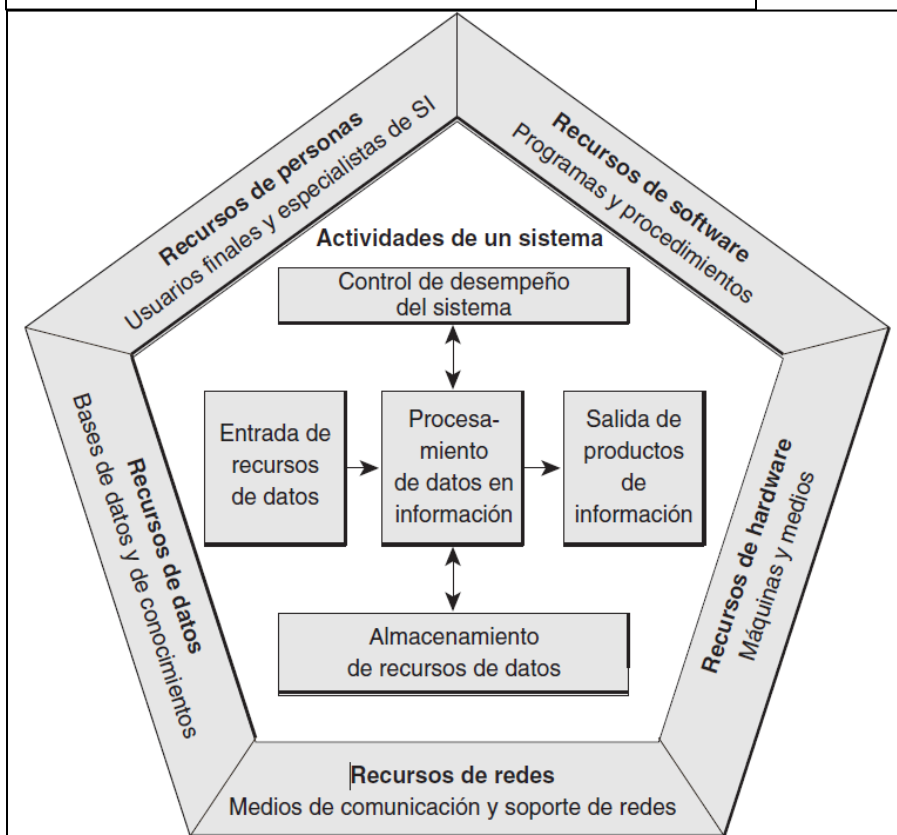 Recursos de personas
Usuarios finales y especialistas de SI
Recursos de software
Programas y procedimientos
Actividades de un sistema
Control de desempeño
del sistema
Entrada de
recursos
de datos
Procesa-
miento
de datos en
información
Salida de
productos
de
información
Almacenamiento
de recursos de datos
Recursos de datos
Bases de datos y de conocimientos
Recursos de hardware
Máquinas y medios
Recursos de redes
Medios de comunicación y soporte de redes